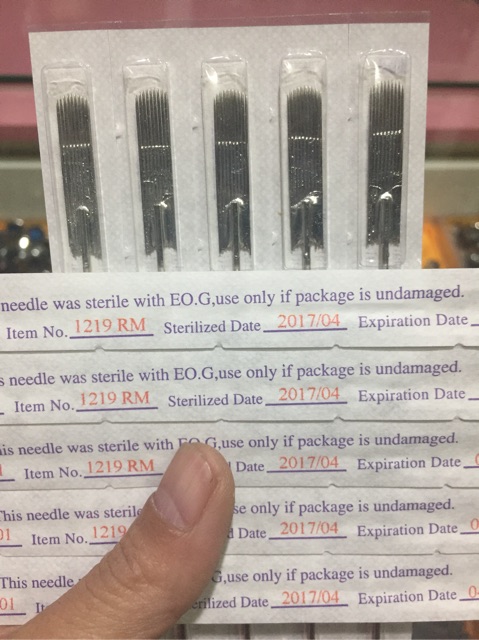 needle was sterile with EO.G,use only if package is undamaged.
Item No. 1219 RM Sterilized Date 2017/04 Expiration Date
needle was sterile with EO.G,use only if package is undamaged.
Item No. 1219 RM Sterilized Date 2017/04 Expiration Date
is needle was sterile with EO.G,use only if package is undamaged.
Item No. 1219 RM Date 2017/04 Expiration Date
This needle was sterile se only if package is undamaged.
01 Item No. 1219 d Date 2017/04 Expiration Date 0
This needle G,use only if package is undamaged.
01 It erilized Date 2017/04 Expiration Date 0